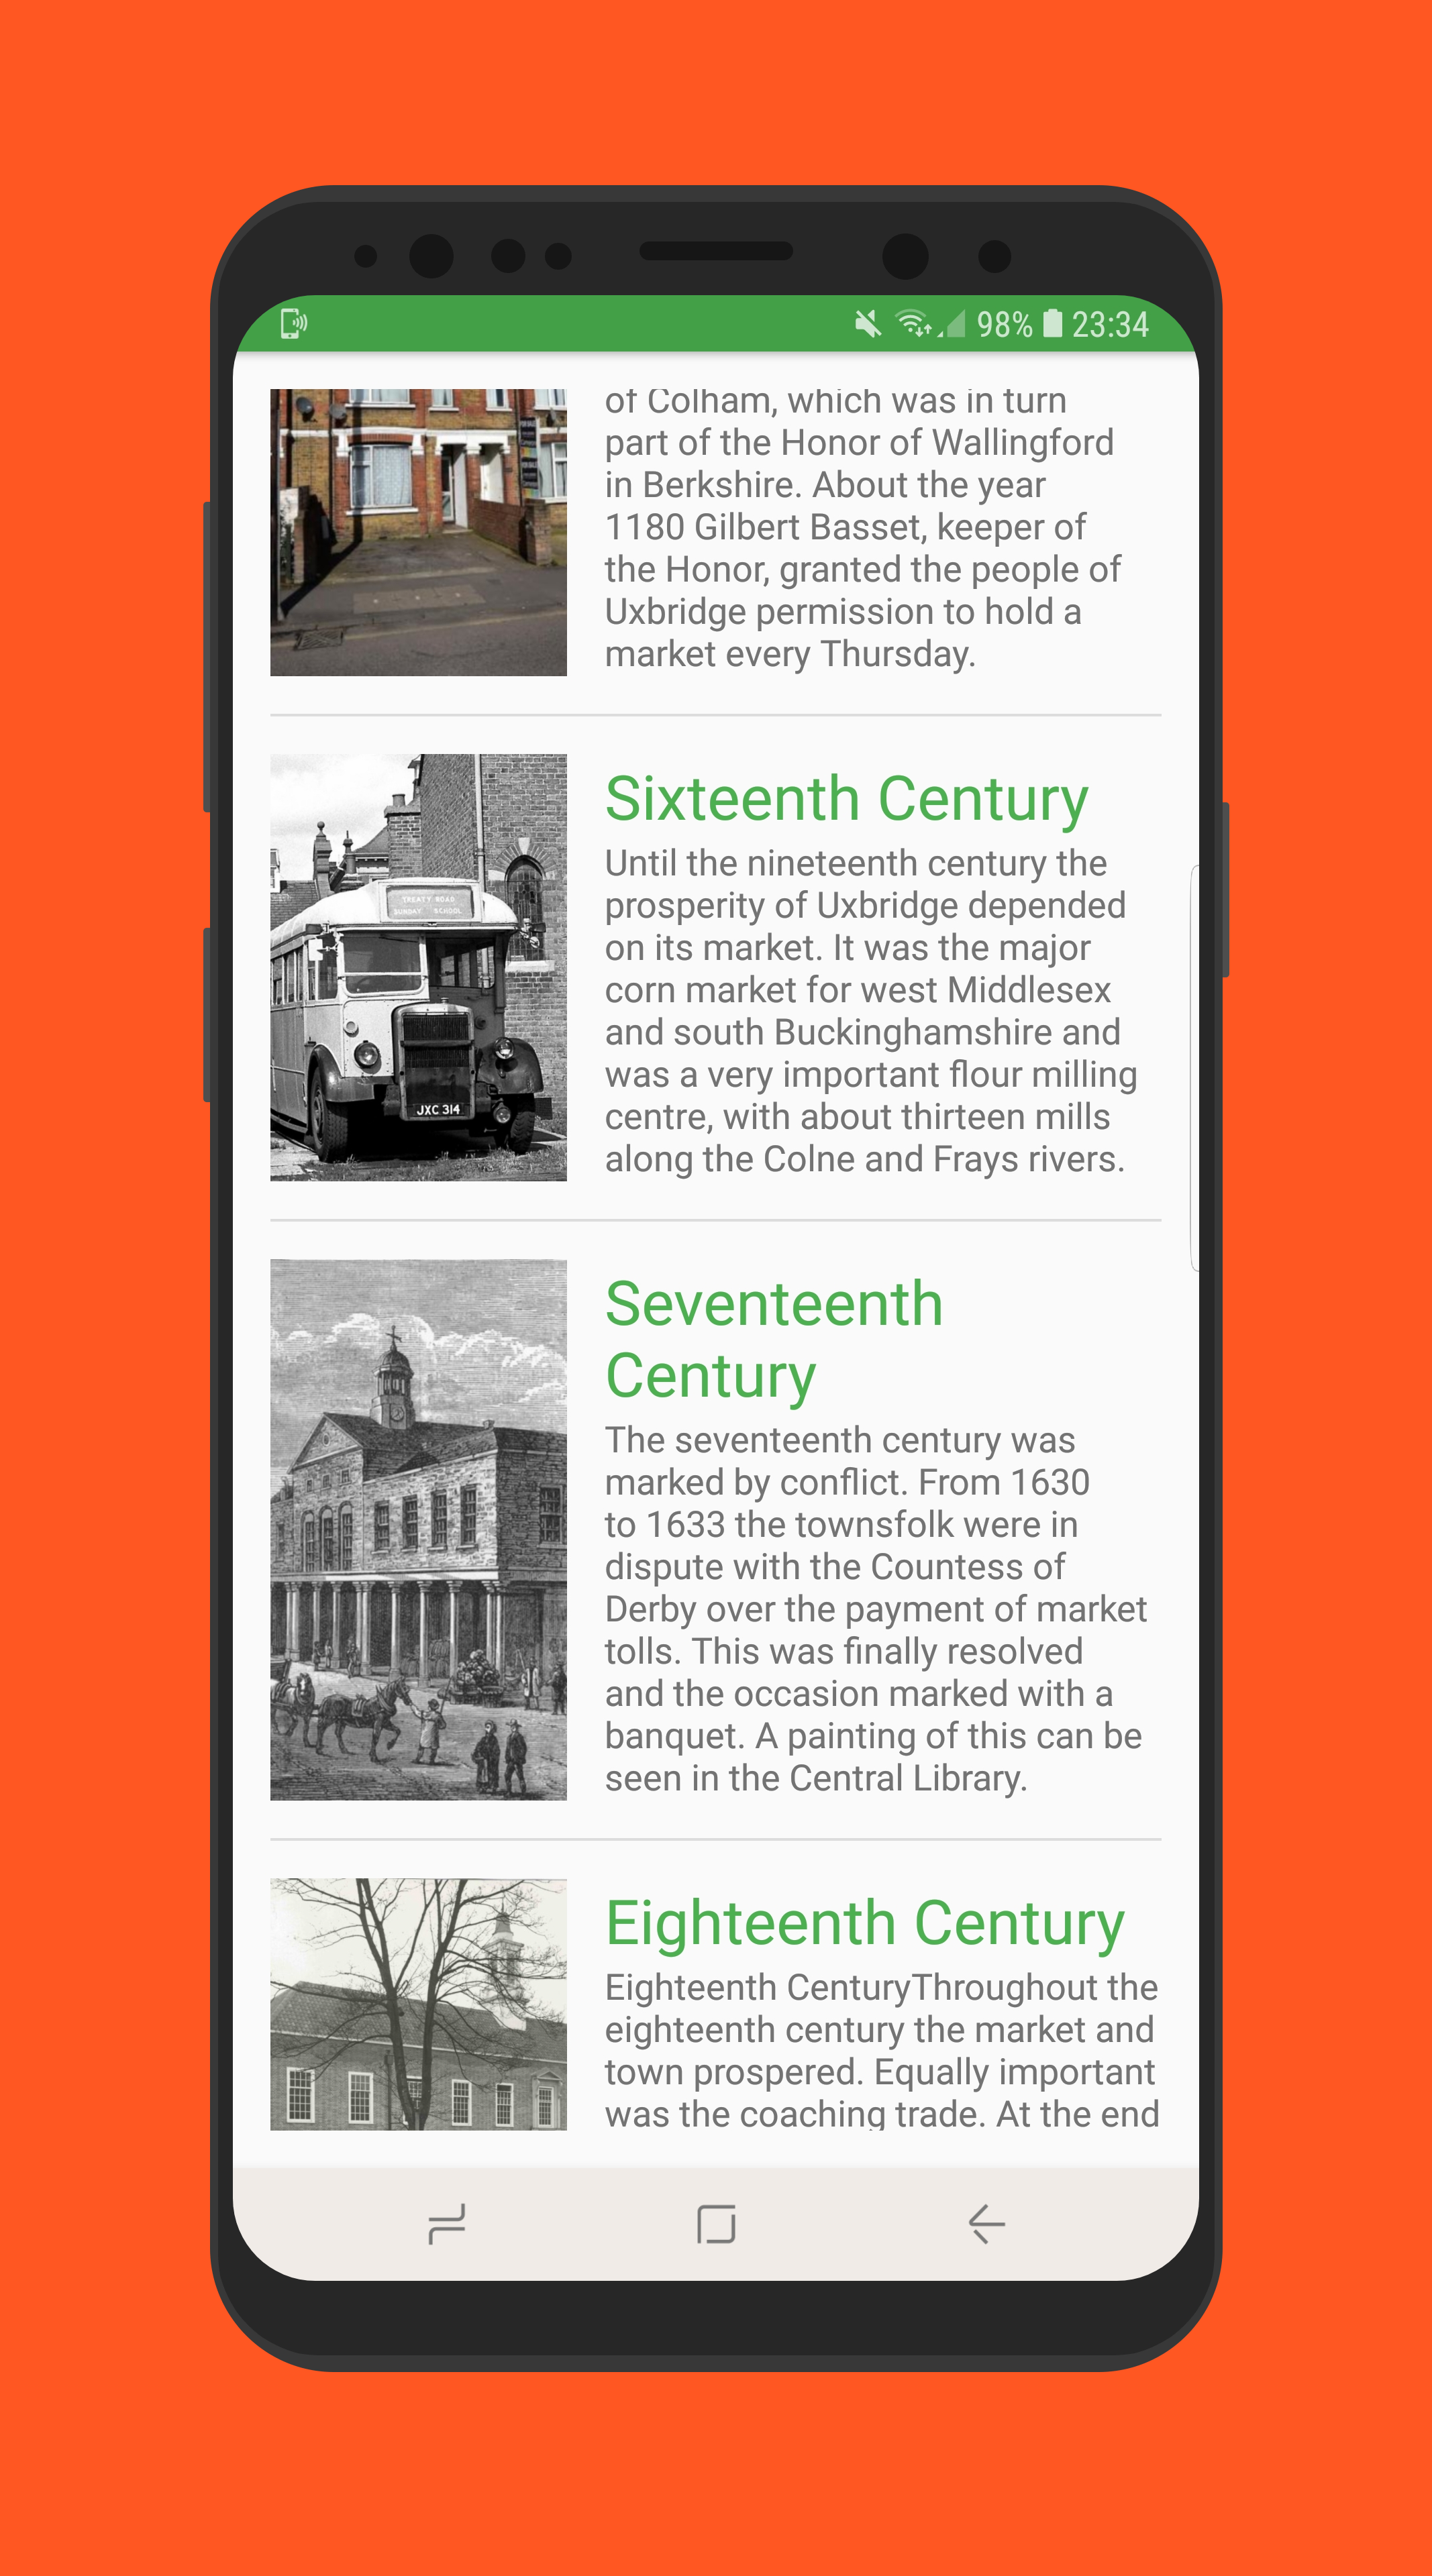 98% 23:34
of Colham, which was in turn
part of the Honor of Wallingford
in Berkshire. About the year
1180 Gilbert Basset, keeper of
the Honor, granted the people of
Uxbridge permission to hold a
market every Thursday.
TREATY ROAD
SUNDAY SCHOOL
JXC 314
Sixteenth Century
Until the nineteenth century the
prosperity of Uxbridge depended
on its market. It was the major
corn market for west Middlesex
and south Buckinghamshire and
was a very important flour milling
centre, with about thirteen mills
along the Colne and Frays rivers.
Seventeenth
Century
The seventeenth century was
marked by conflict. From 1630
to 1633 the townsfolk were in
dispute with the Countess of
Derby over the payment of market
tolls. This was finally resolved
and the occasion marked with a
banquet. A painting of this can be
seen in the Central Library.
Eighteenth Century
Eighteenth CenturyThroughout the
eighteenth century the market and
town prospered. Equally important
was the coaching trade. At the end